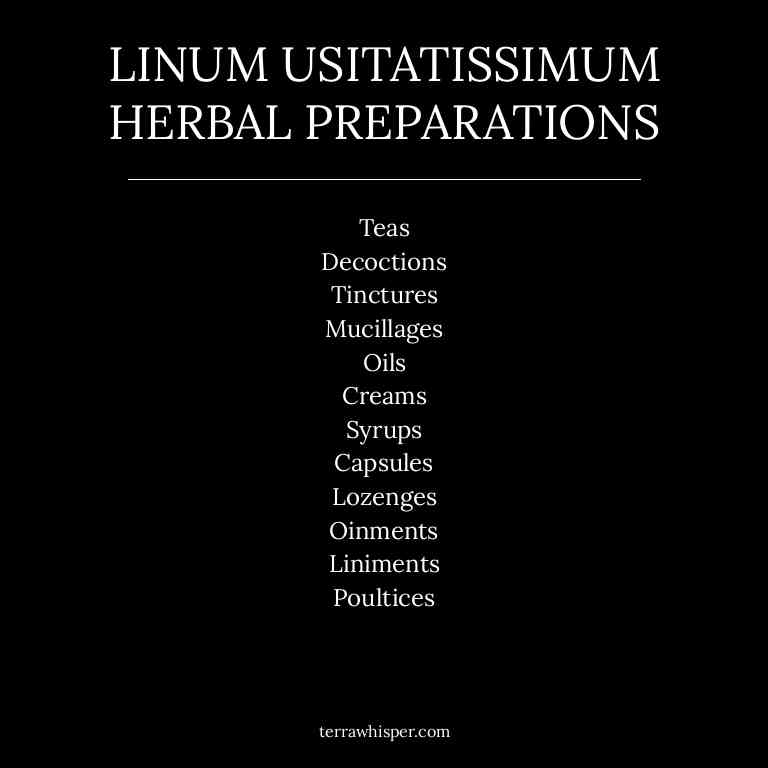 LINUM USITATISSIMUM
HERBAL PREPARATIONS
Teas
Decoctions
Tinctures
Mucillages
Oils
Creams
Syrups
Capsules
Lozenges
Oinments
Liniments
Poultices
terrawhisper.com